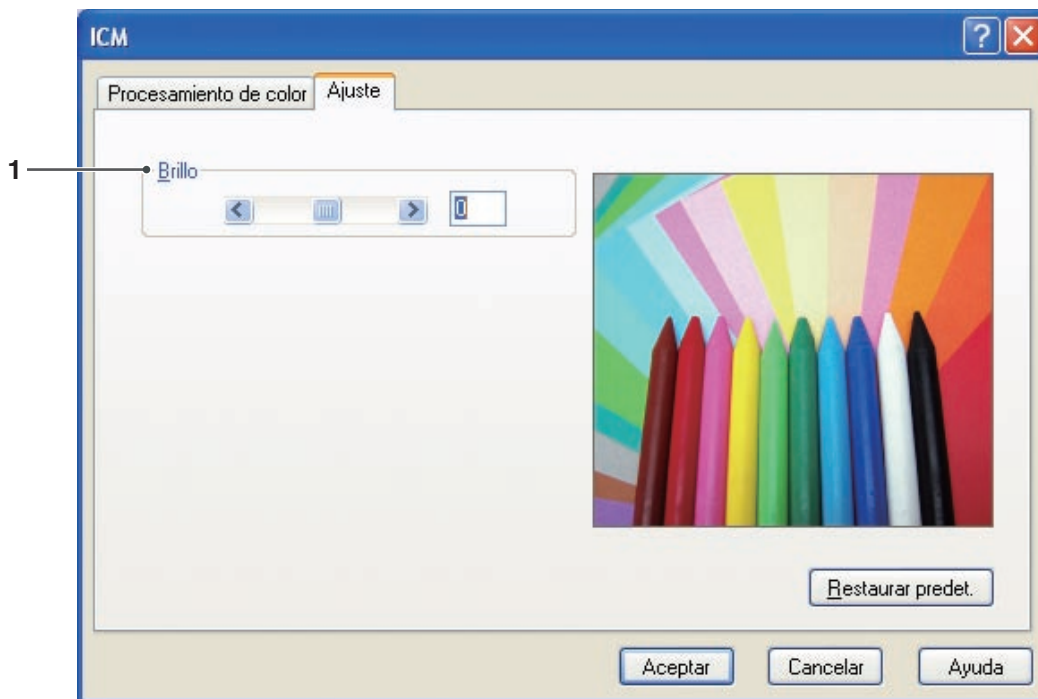 ICM
Procesamiento de color
Ajuste
1
Brillo
0
Restaurar predet.
Aceptar
Cancelar
Ayuda